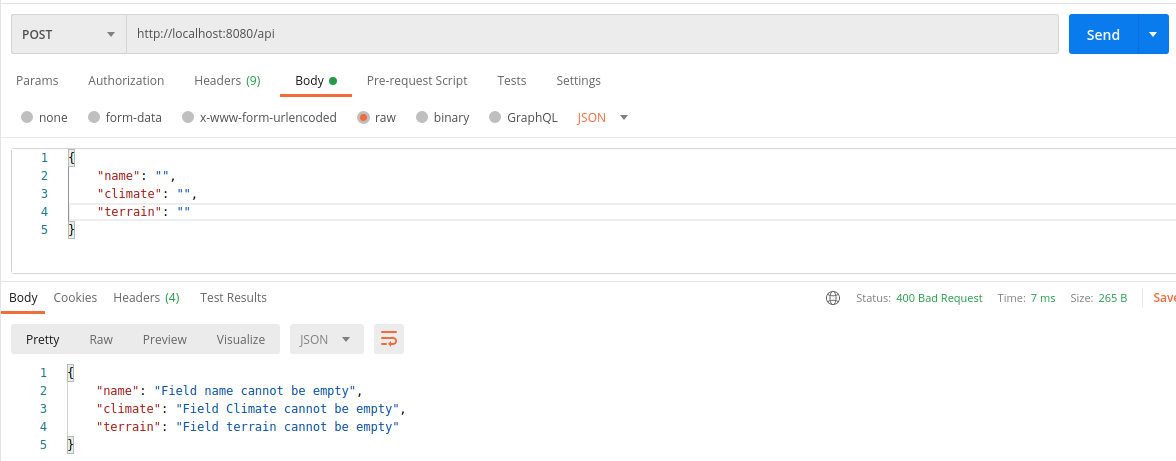 POST http://localhost:8080/api Send
Params Authorization Headers (9) Body Pre-request Script Tests Settings
none form-data x-www-form-urlencoded raw binary GraphQL JSON
1 {
2 "name": "",
3 "climate": "",
4 "terrain": ""
5 }
Body Cookies Headers (4) Test Results Status: 400 Bad Request Time: 7 ms Size: 265 B Save
Pretty Raw Preview Visualize JSON
1 {
2 "name": "Field name cannot be empty",
3 "climate": "Field Climate cannot be empty",
4 "terrain": "Field terrain cannot be empty"
5 }